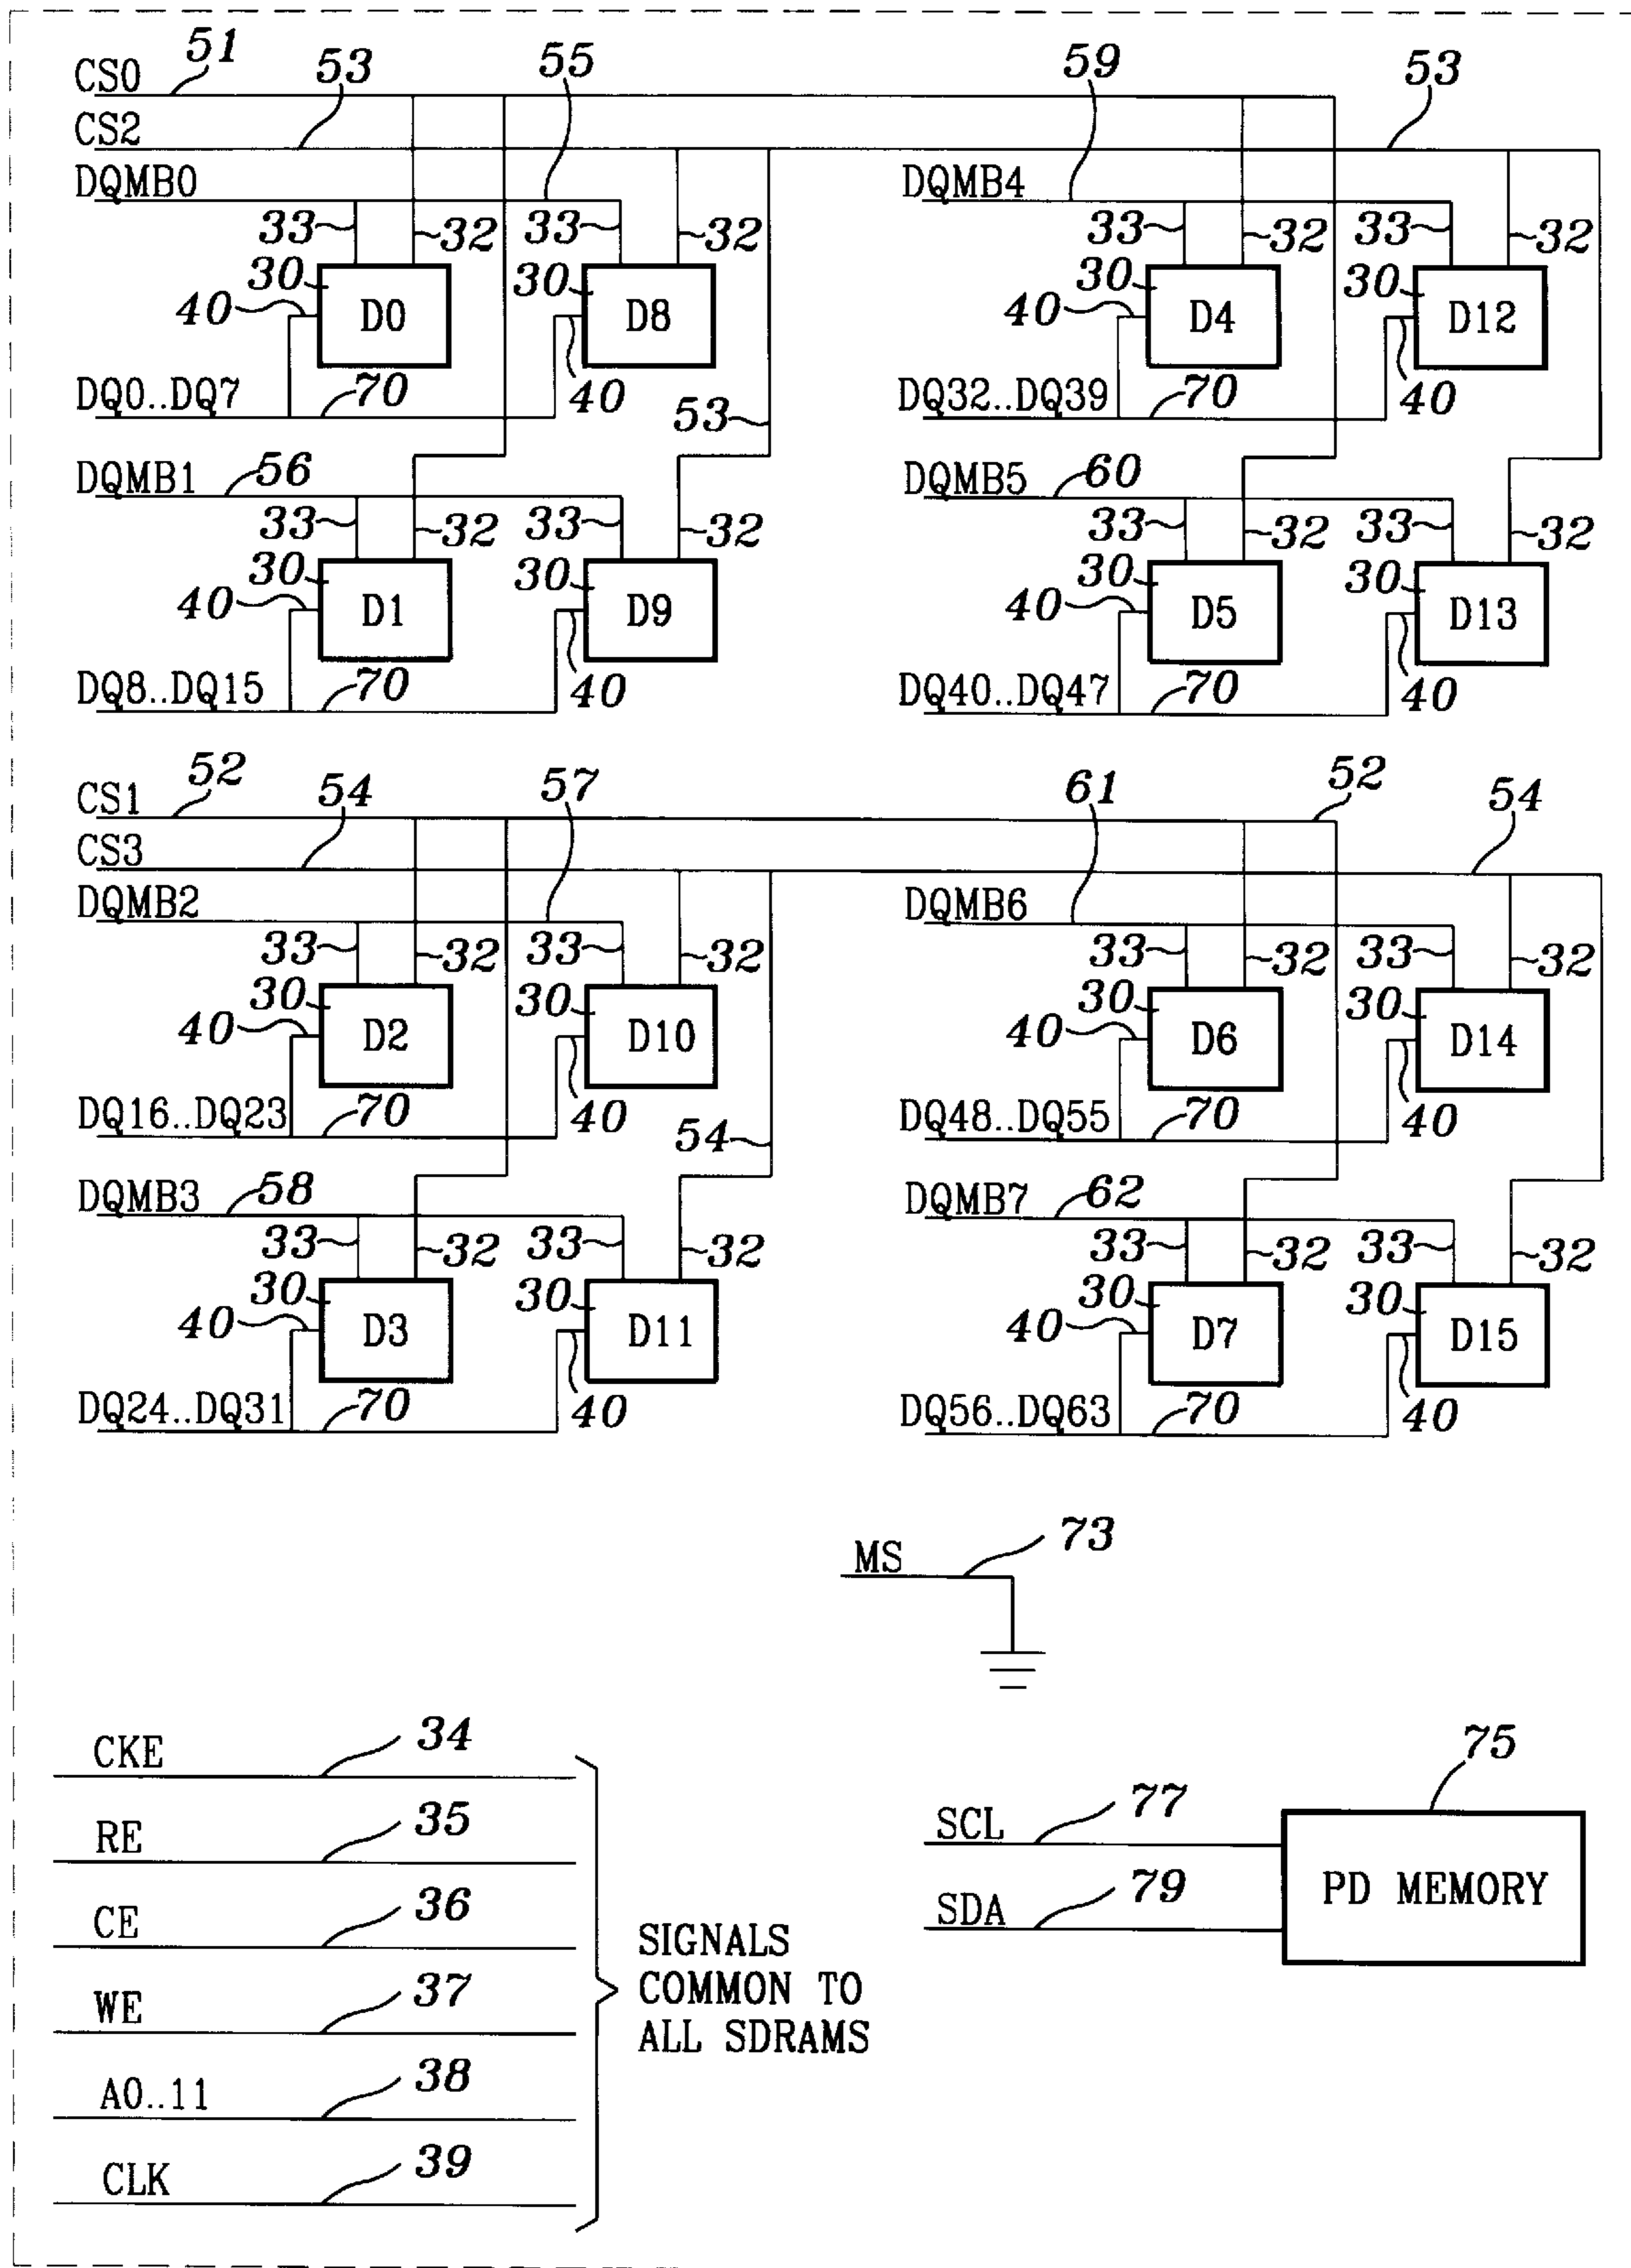 CS0 51 53 55 59 53
CS2
DQMB0 DQMB4
33 32 33 32 33 32 33 32
30 30 30 30
40 D0 D8 40 D4 D12
DQ0..DQ7 70 40 53 DQ32..DQ39 70 40
DQMB1 56 DQMB5 60
33 32 33 32 33 32 33 32
30 30 30 30
40 D1 D9 40 D5 D13
DQ8..DQ15 70 40 DQ40..DQ47 70 40
CS1 52 54 57 61 52 54
CS3
DQMB2 DQMB6
33 32 33 32 33 32 33 32
30 30 30 30
40 D2 D10 40 D6 D14
DQ16..DQ23 70 40 54 DQ48..DQ55 70 40
DQMB3 58 DQMB7 62
33 32 33 32 33 32 33 32
30 30 30 30
40 D3 D11 40 D7 D15
DQ24..DQ31 70 40 DQ56..DQ63 70 40
MS 73
CKE 34
RE 35
CE 36
WE 37
A0..11 38
CLK 39
SIGNALS
COMMON TO
ALL SDRAMS
75
SCL 77
SDA 79
PD MEMORY